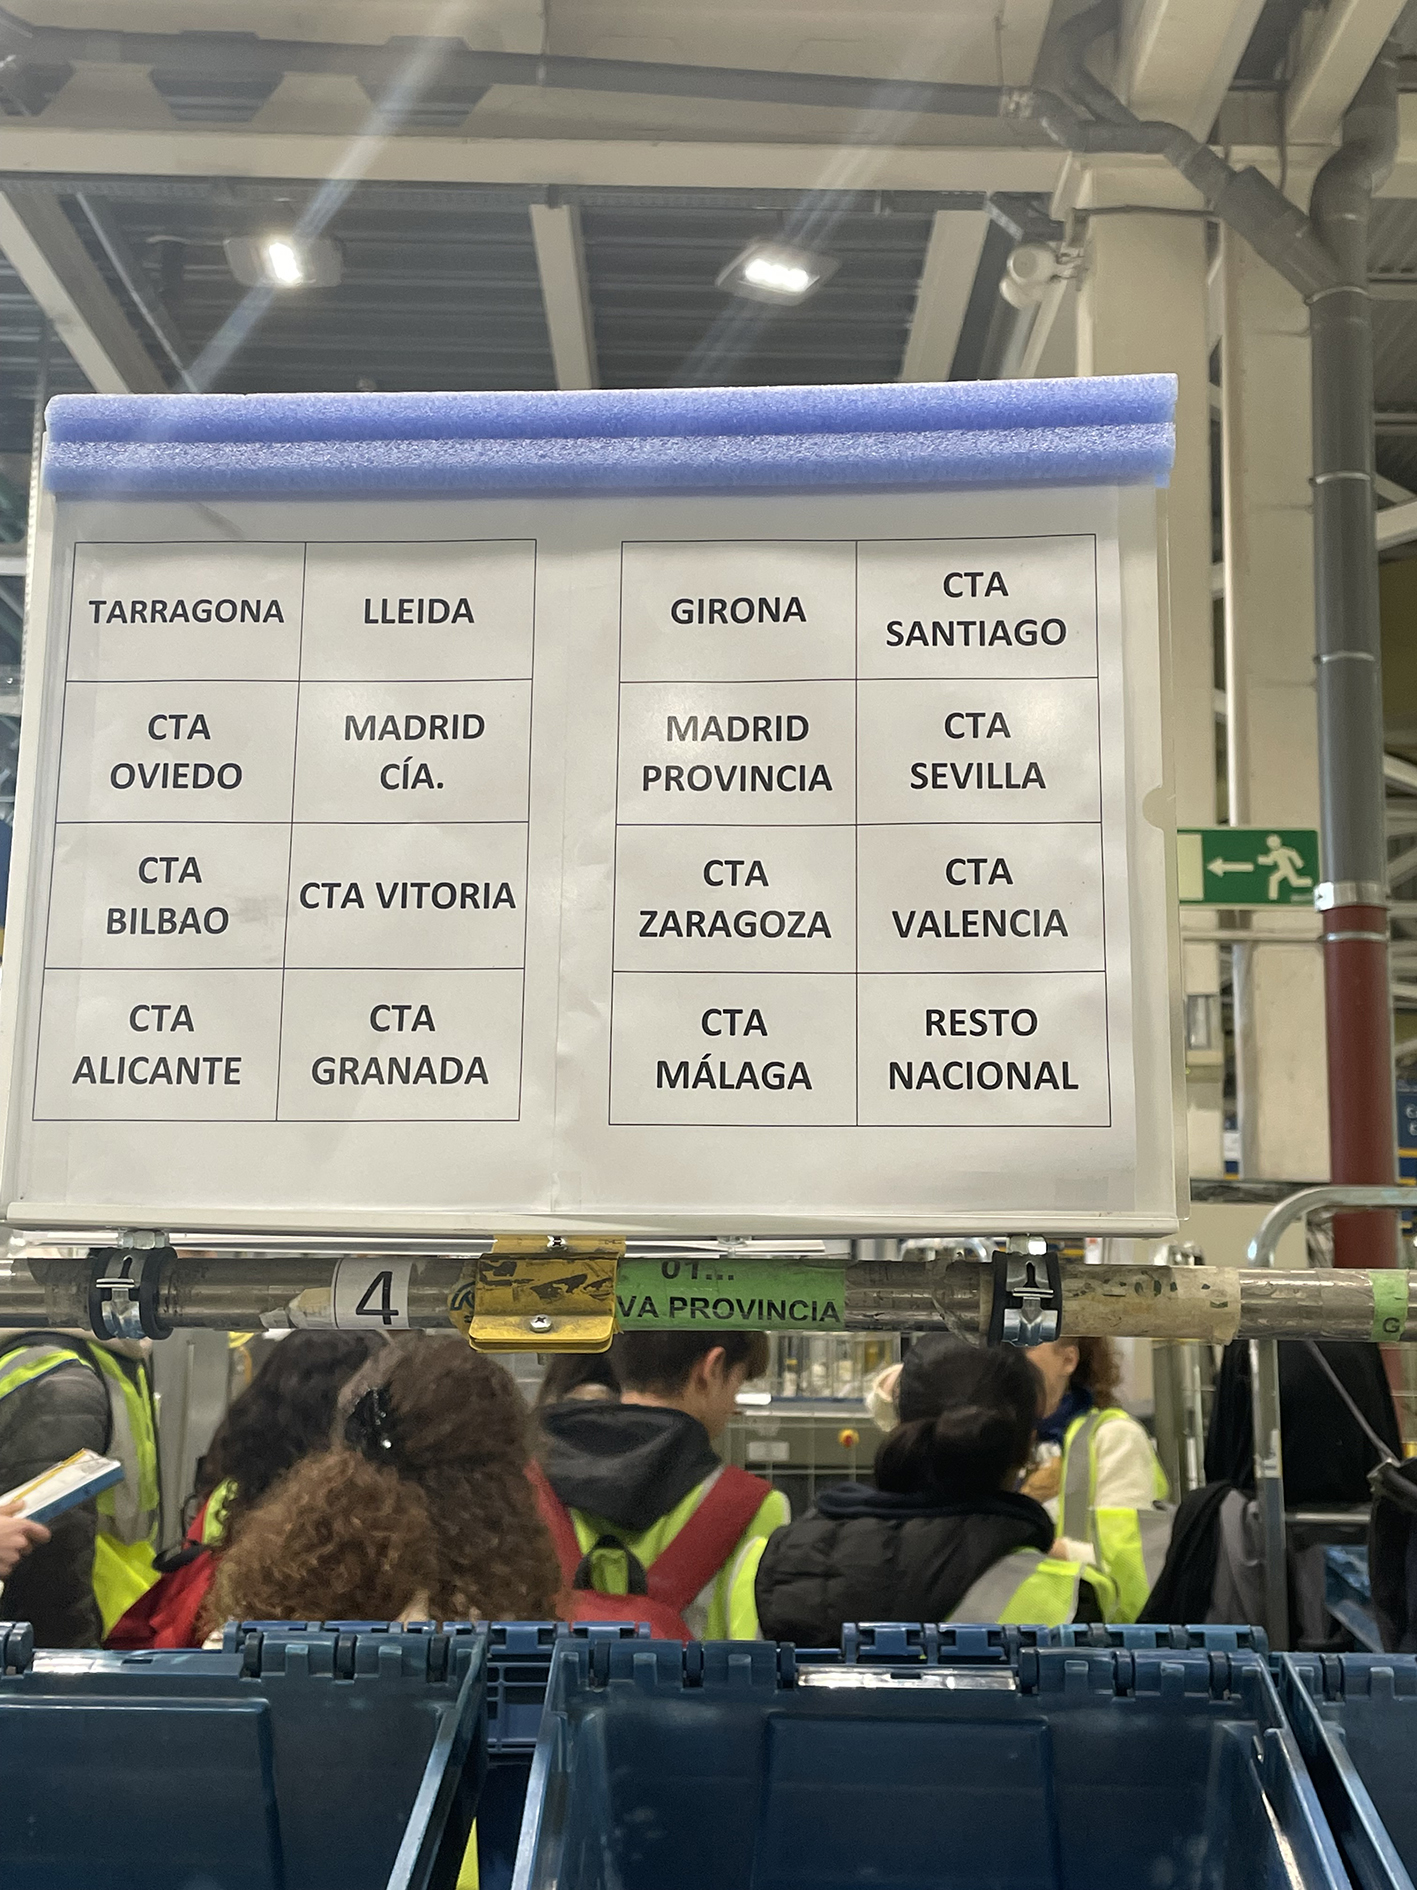 TARRAGONA
LLEIDA
CTA
OVIEDO
MADRID
CÍA.
CTA
BILBAO
CTA VITORIA
CTA
ALICANTE
CTA
GRANADA
GIRONA
CTA
SANTIAGO
MADRID
PROVINCIA
CTA
SEVILLA
CTA
ZARAGOZA
CTA
VALENCIA
CTA
MÁLAGA
RESTO
NACIONAL
4
01...
VA PROVINCIA
G